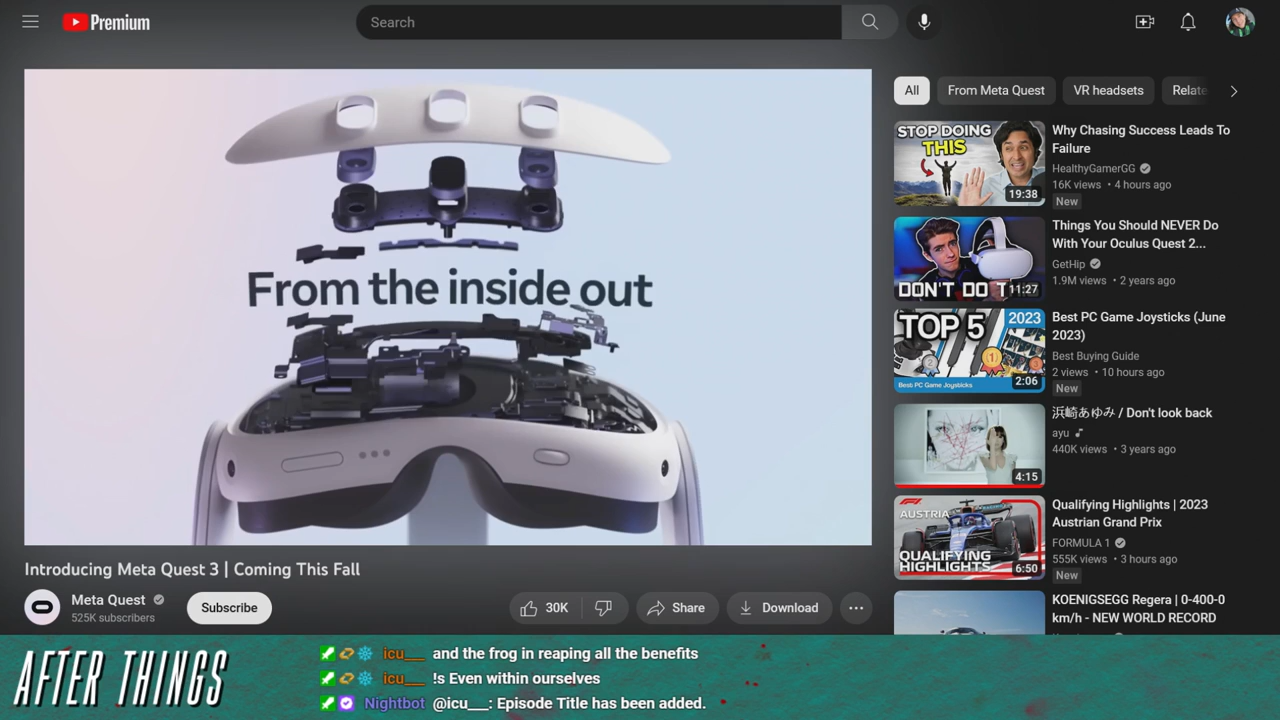 Premium
Search
From the inside out
Introducing Meta Quest 3 | Coming This Fall
Meta Quest
525K subscribers
Subscribe
30K
Share
Download
All
From Meta Quest
VR headsets
Relate
STOP DOING
THIS
19:38
Why Chasing Success Leads To
Failure
HealthyGamerGG
16K views • 4 hours ago
New
DON'T DO T
11:27
Things You Should NEVER Do
With Your Oculus Quest 2...
GetHip
1.9M views • 2 years ago
TOP 5
2023
Best PC Game Joysticks
2:06
Best PC Game Joysticks (June
2023)
Best Buying Guide
2 views • 10 hours ago
New
4:15
浜崎あゆみ / Don't look back
ayu
440K views • 3 years ago
F1
AUSTRIA
QUALIFYING
HIGHLIGHTS
6:50
Qualifying Highlights | 2023
Austrian Grand Prix
FORMULA 1
555K views • 3 hours ago
New
KOENIGSEGG Regera | 0-400-0
km/h - NEW WORLD RECORD
AFTER THINGS
icu___ and the frog in reaping all the benefits
icu___ !s Even within ourselves
Nightbot @icu___: Episode Title has been added.